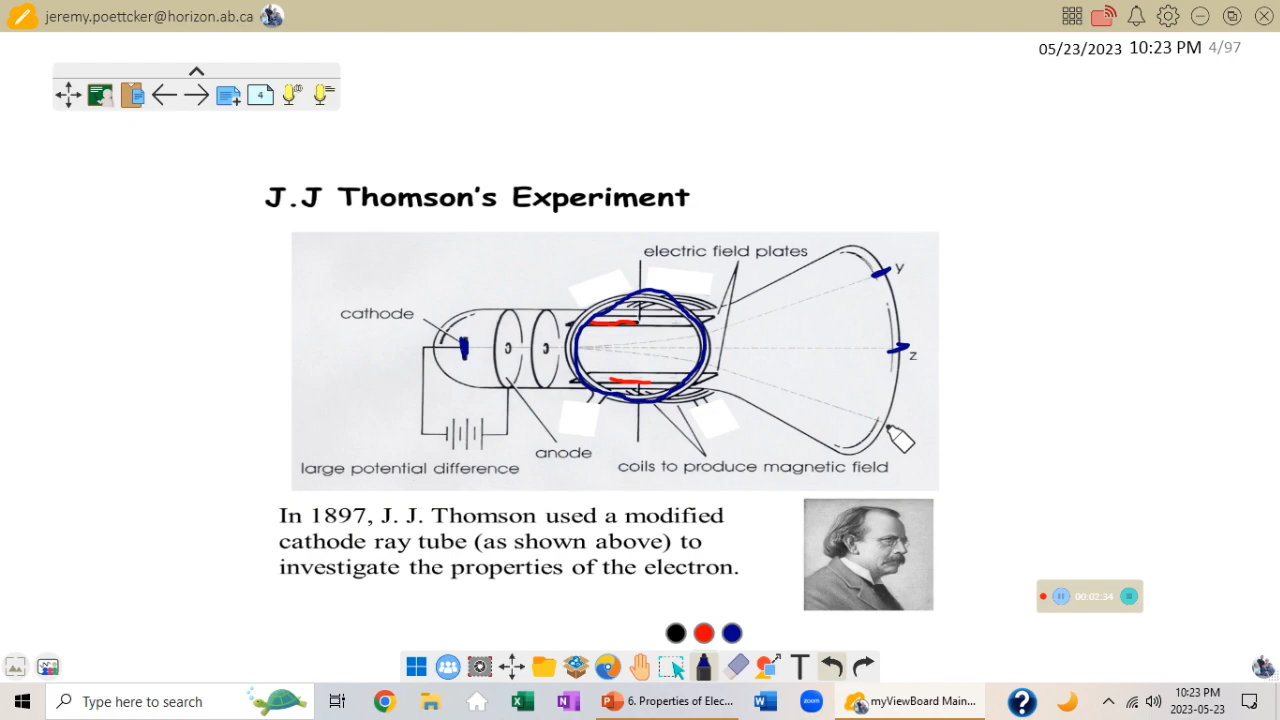 jeremy.poettcker@horizon.ab.ca
05/23/2023 10:23 PM 4/97
4
J.J Thomson's Experiment
electric field plates
y
cathode
z
anode
large potential difference
coils to produce magnetic field
In 1897, J. J. Thomson used a modified
cathode ray tube (as shown above) to
investigate the properties of the electron.
00:02:34
Type here to search
6. Properties of Elec...
myViewBoard Main...
10:23 PM
2023-05-23